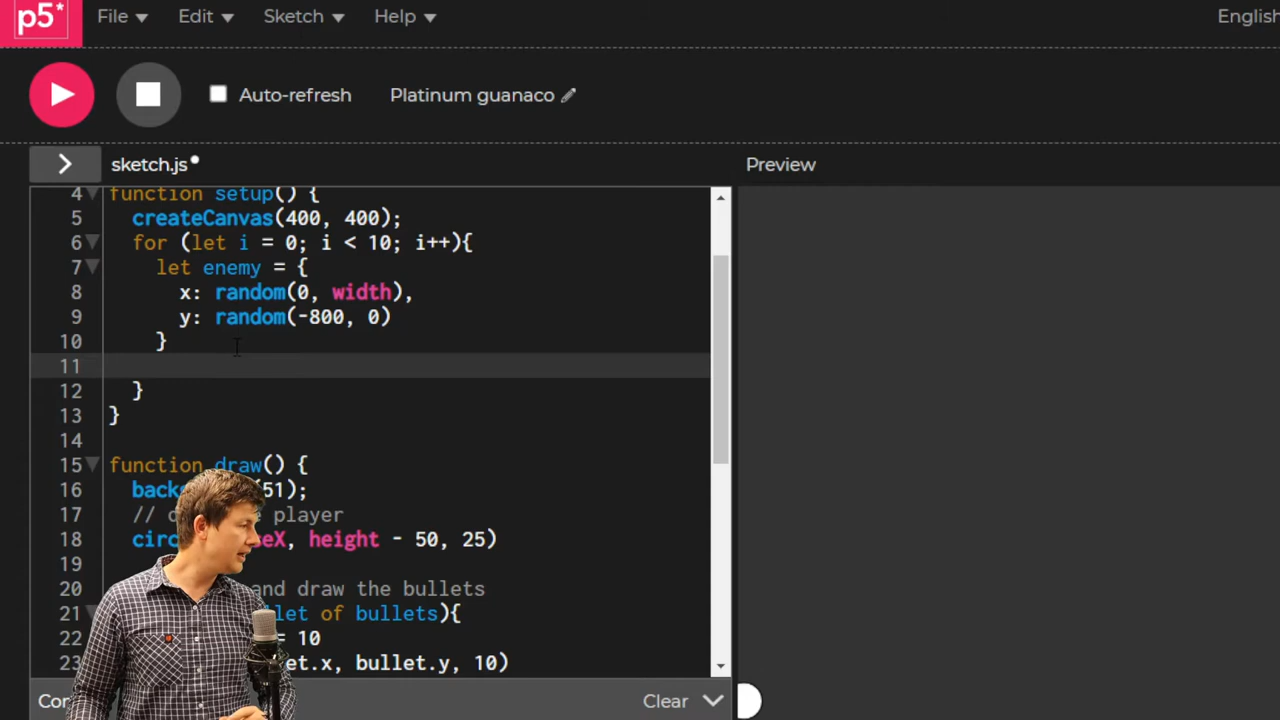 p5*
File Edit Sketch Help English
Auto-refresh Platinum guanaco
sketch.js Preview
4 function setup() {
5 createCanvas(400, 400);
6 for (let i = 0; i < 10; i++){
7 let enemy = {
8 x: random(0, width),
9 y: random(-800, 0)
10 }
11
12 }
13 }
14
15 function draw() {
16 51);
17 // player
18 height - 50, 25)
19
20 and draw the bullets
21 of bullets){
22 = 10
23 bullet.y, 10)
Clear